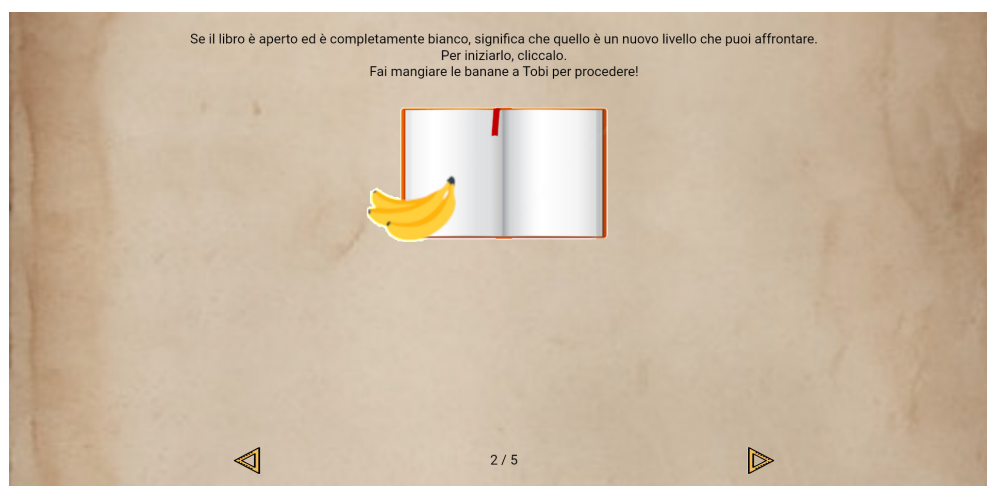 Se il libro è aperto ed è completamente bianco, significa che quello è un nuovo livello che puoi affrontare.
Per iniziarlo, cliccalo.
Fai mangiare le banane a Tobi per procedere!
2 / 5